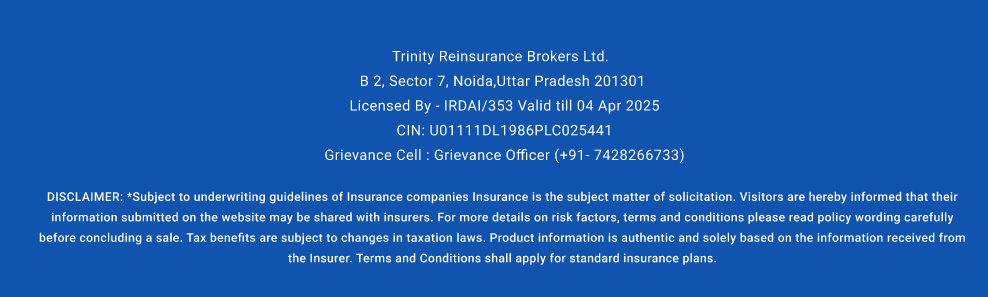 Trinity Reinsurance Brokers Ltd.
B 2, Sector 7, Noida,Uttar Pradesh 201301
Licensed By - IRDAI/353 Valid till 04 Apr 2025
CIN: U01111DL1986PLC025441
Grievance Cell : Grievance Officer (+91- 7428266733)
DISCLAIMER: *Subject to underwriting guidelines of Insurance companies Insurance is the subject matter of solicitation. Visitors are hereby informed that their
information submitted on the website may be shared with insurers. For more details on risk factors, terms and conditions please read policy wording carefully
before concluding a sale. Tax benefits are subject to changes in taxation laws. Product information is authentic and solely based on the information received from
the Insurer. Terms and Conditions shall apply for standard insurance plans.